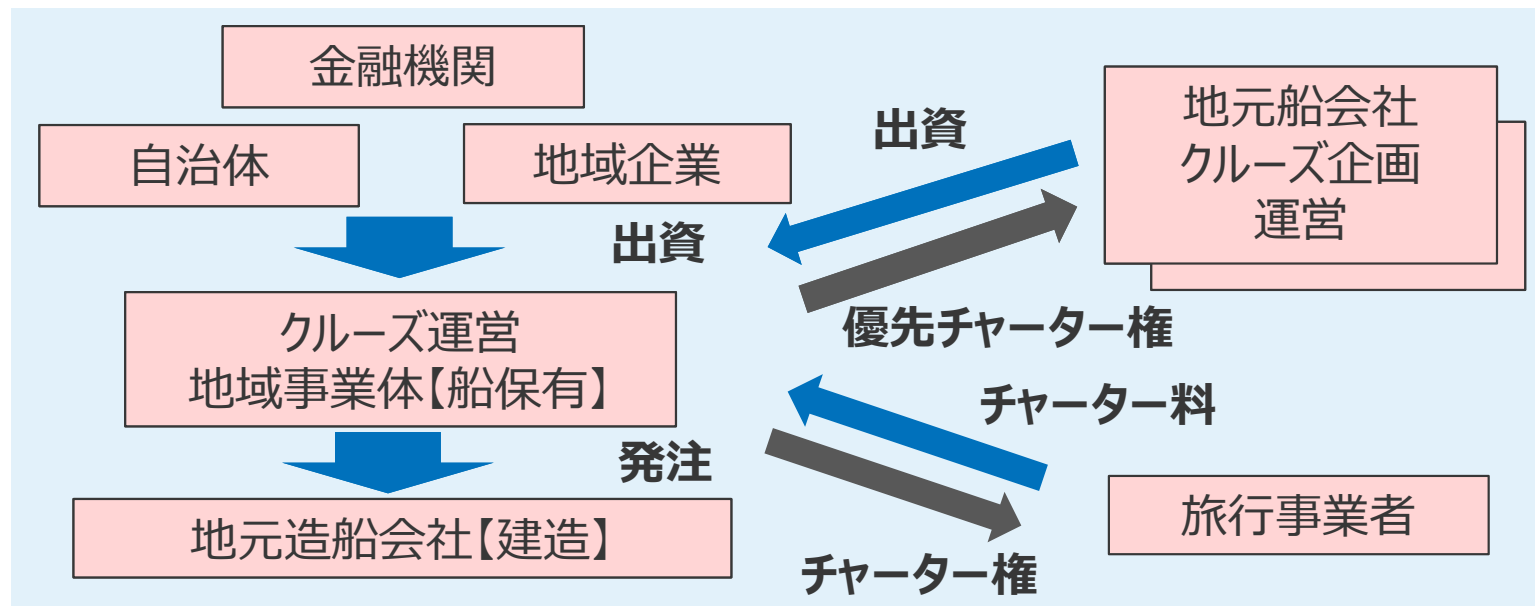 金融機関
自治体
地域企業
出資
地元船会社
クルーズ企画
運営
出資
優先チャーター権
クルーズ運営
地域事業体【船保有】
チャーター料
発注
地元造船会社【建造】
旅行事業者
チャーター権